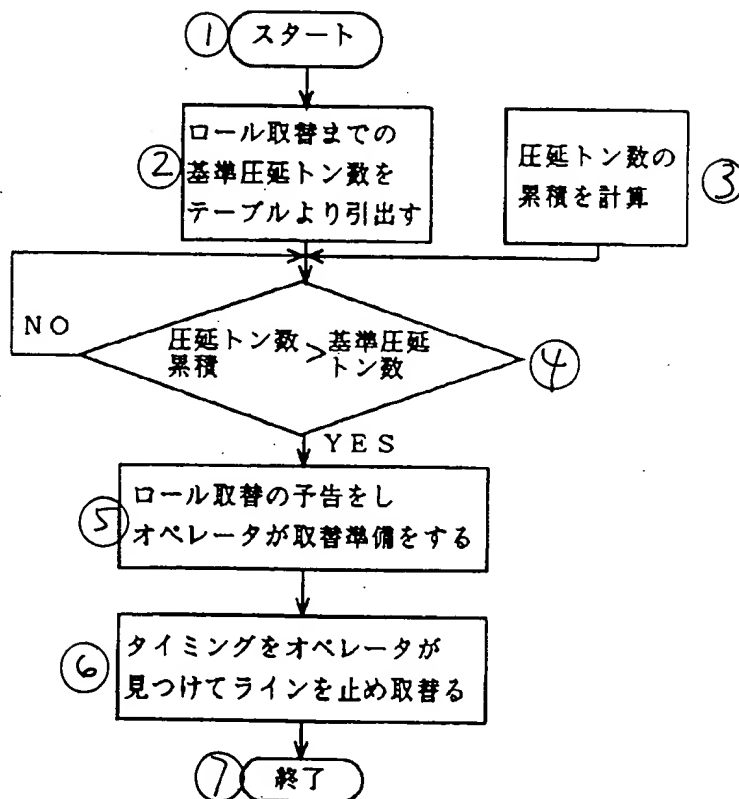 ① スタート
② ロール取替までの
基準圧延トン数を
テーブルより引出す
圧延トン数の
累積を計算 ③
NO
圧延トン数 > 基準圧延
累積 トン数 ④
YES
⑤ ロール取替の予告をし
オペレータが取替準備をする
⑥ タイミングをオペレータが
見つけてラインを止め取替る
⑦ 終了